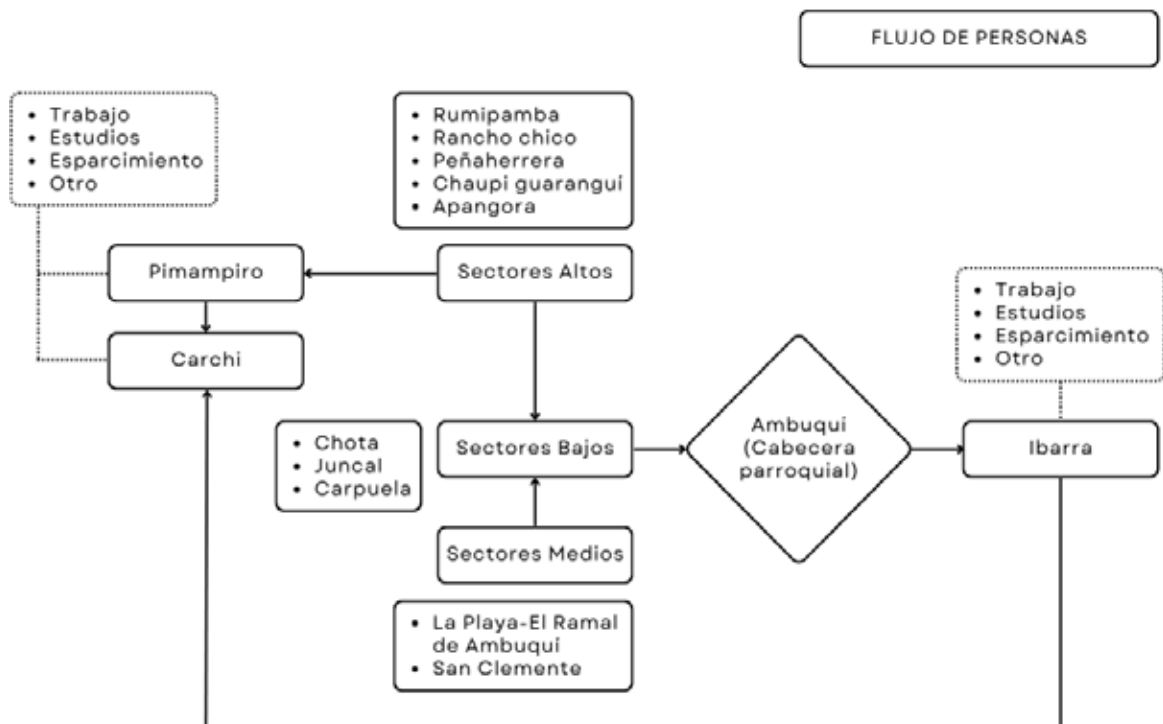 FLUJO DE PERSONAS
• Trabajo
• Estudios
• Esparcimiento
• Otro
• Rumipamba
• Rancho chico
• Peñaherrera
• Chaupi guaranguí
• Apangora
Pimampiro
Sectores Altos
• Trabajo
• Estudios
• Esparcimiento
• Otro
Carchi
• Chota
• Juncal
• Carpuela
Sectores Bajos
Ambuquí
(Cabecera
parroquial)
Ibarra
Sectores Medios
• La Playa-El Ramal
de Ambuquí
• San Clemente